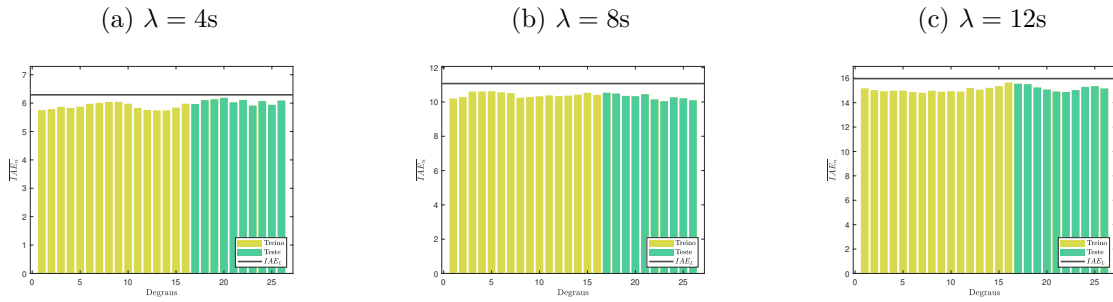 (a) λ = 4s
(b) λ = 8s
(c) λ = 12s
7
6
5
4
3
2
1
0
IAEₙ
0 5 10 15 20 25
Degraus
Treino
Teste
IAE_L
12
10
8
6
4
2
0
IAEₙ
0 5 10 15 20 25
Degraus
Treino
Teste
IAE_L
16
14
12
10
8
6
4
2
0
IAEₙ
0 5 10 15 20 25
Degraus
Treino
Teste
IAE_L